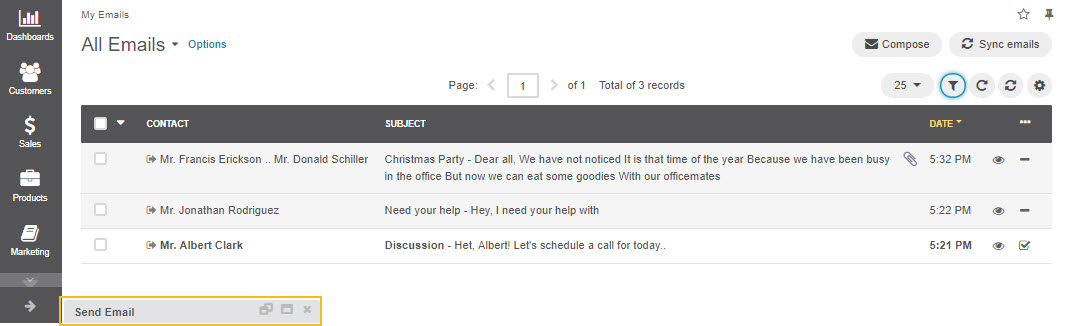 My Emails
Dashboards
All Emails Options
Compose
Sync emails
Customers
Page: 1 of 1 Total of 3 records
25
Sales
CONTACT SUBJECT DATE
Mr. Francis Erickson .. Mr. Donald Schiller Christmas Party - Dear all, We have not noticed It is that time of the year Because we have been busy 5:32 PM
in the office But now we can eat some goodies With our officemates
Products
Mr. Jonathan Rodriguez Need your help - Hey, I need your help with 5:22 PM
Marketing
Mr. Albert Clark Discussion - Het, Albert! Let's schedule a call for today.. 5:21 PM
Send Email